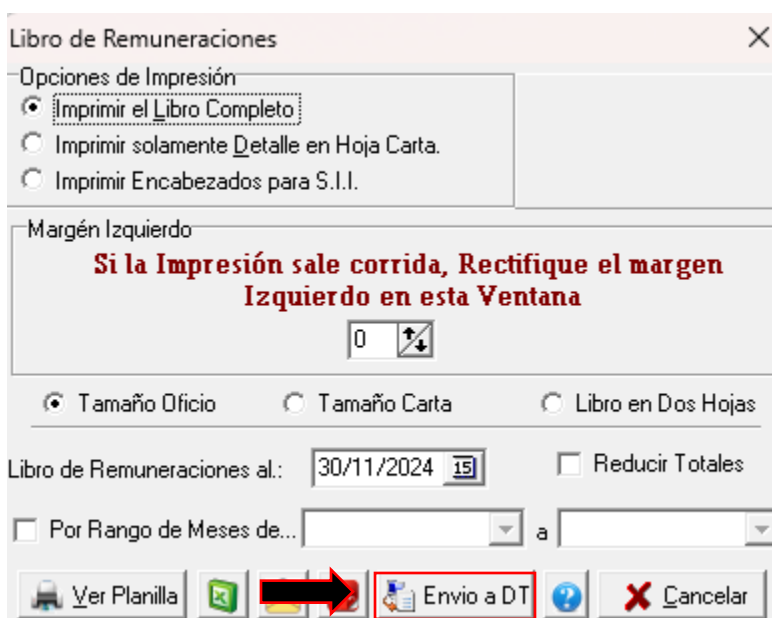 Libro de Remuneraciones
Opciones de Impresión
Imprimir el Libro Completo
Imprimir solamente Detalle en Hoja Carta.
Imprimir Encabezados para S.I.I.
Margén Izquierdo
Si la Impresión sale corrida, Rectifique el margen
Izquierdo en esta Ventana
0
Tamaño Oficio Tamaño Carta Libro en Dos Hojas
Libro de Remuneraciones al.: 30/11/2024 15 Reducir Totales
Por Rango de Meses de... a
Ver Planilla Envio a DT ? Cancelar